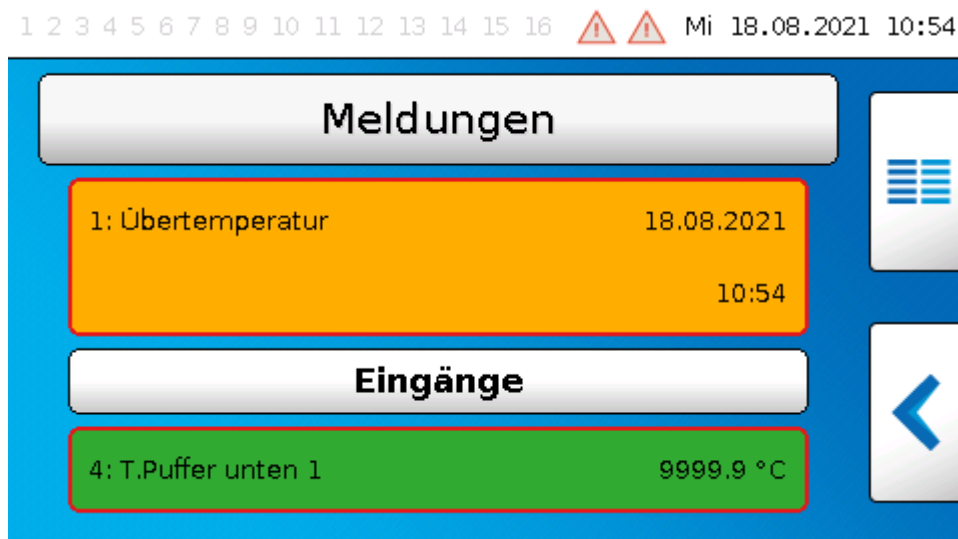 1 2 3 4 5 6 7 8 9 10 11 12 13 14 15 16 Mi 18.08.2021 10:54
Meldungen
1: Übertemperatur 18.08.2021
10:54
Eingänge
4: T.Puffer unten 1 9999.9 °C